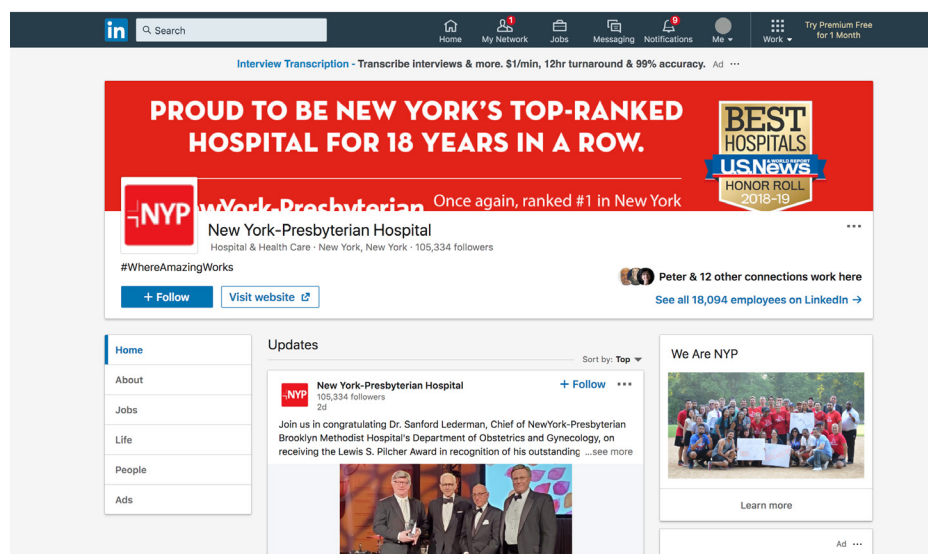 in
Search
Home
My Network
1
Jobs
Messaging
Notifications
9
Me
Work
Try Premium Free
for 1 Month
Interview Transcription - Transcribe interviews & more. $1/min, 12hr turnaround & 99% accuracy. Ad ···
PROUD TO BE NEW YORK'S TOP-RANKED
HOSPITAL FOR 18 YEARS IN A ROW.
BEST
HOSPITALS
U.S. News
& WORLD REPORT
HONOR ROLL
2018-19
NewYork-Presbyterian
Once again, ranked #1 in New York
NYP
New York-Presbyterian Hospital
Hospital & Health Care · New York, New York · 105,334 followers
#WhereAmazingWorks
Peter & 12 other connections work here
+ Follow
Visit website
See all 18,094 employees on LinkedIn →
Home
About
Jobs
Life
People
Ads
Updates
Sort by: Top
NYP
New York-Presbyterian Hospital
105,334 followers
2d
+ Follow
Join us in congratulating Dr. Sanford Lederman, Chief of NewYork-Presbyterian
Brooklyn Methodist Hospital's Department of Obstetrics and Gynecology, on
receiving the Lewis S. Pilcher Award in recognition of his outstanding ...see more
We Are NYP
Learn more
Ad ···